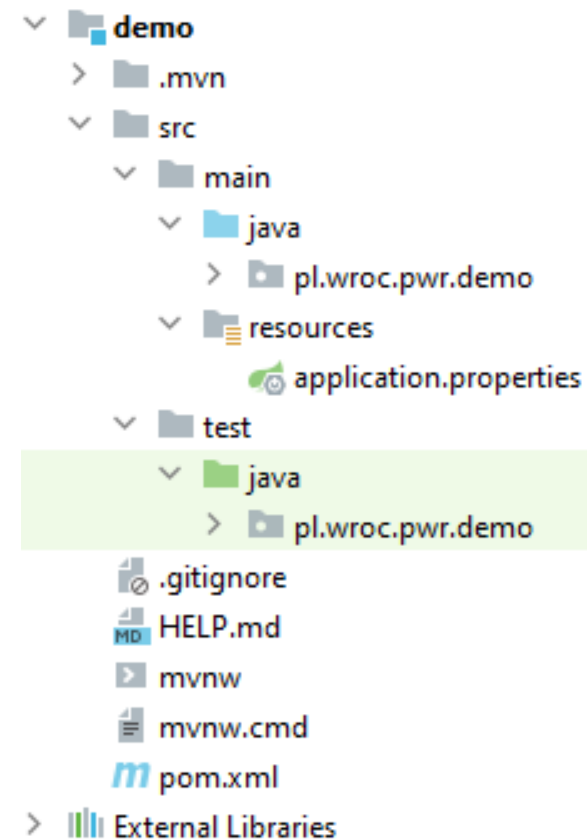 demo
.mvn
src
main
java
pl.wroc.pwr.demo
resources
application.properties
test
java
pl.wroc.pwr.demo
.gitignore
MD HELP.md
mvnw
mvnw.cmd
m pom.xml
External Libraries